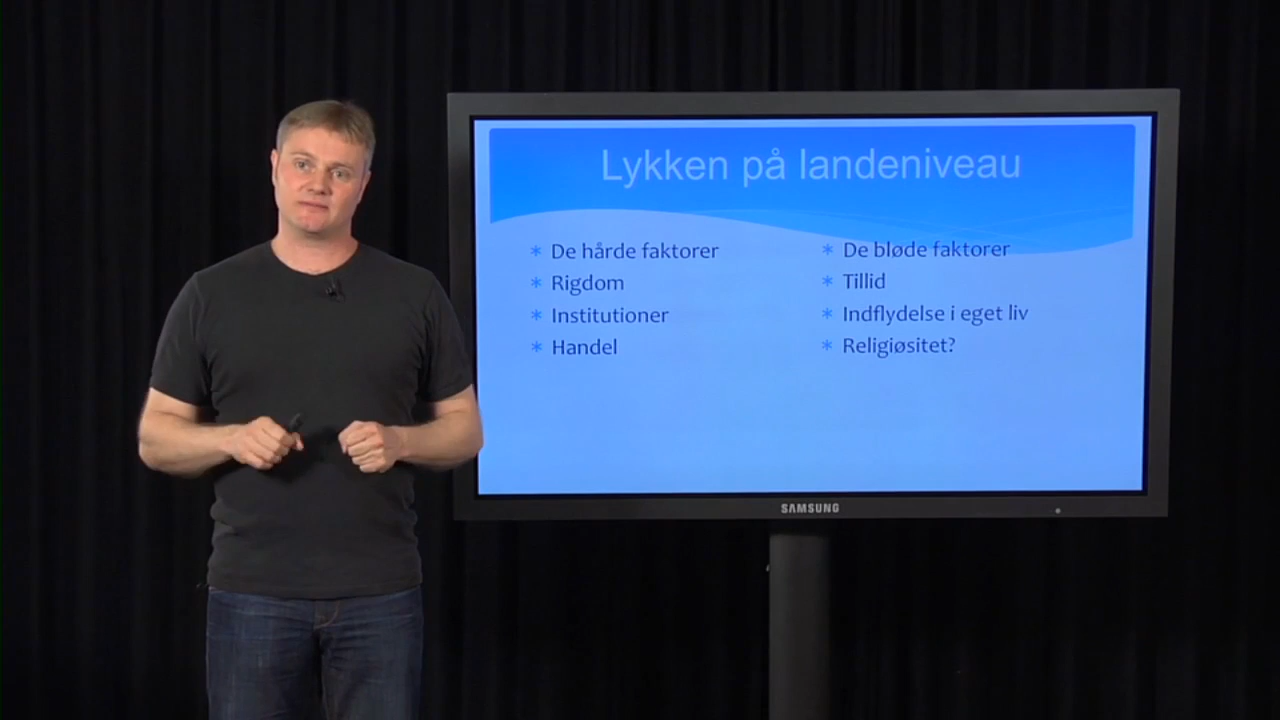 Lykken på landeniveau
* De hårde faktorer
* Rigdom
* Institutioner
* Handel
* De bløde faktorer
* Tillid
* Indflydelse i eget liv
* Religiøsitet?
SAMSUNG